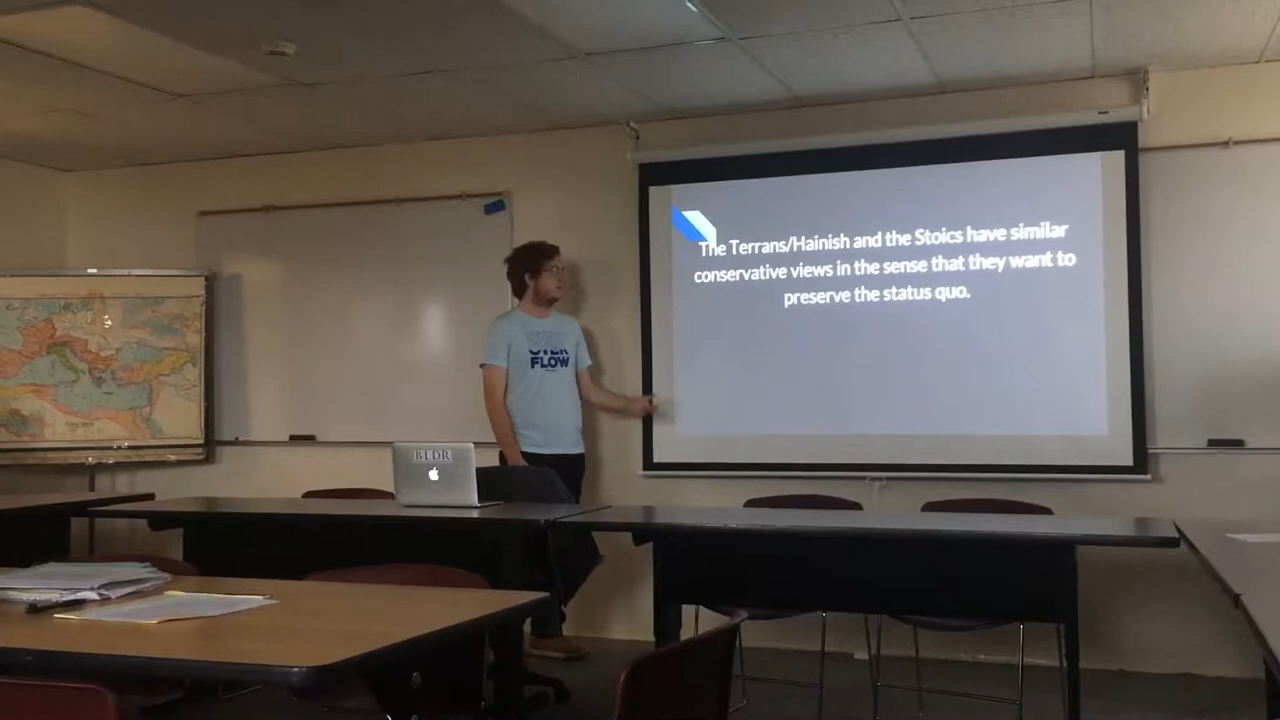 The Terrans/Hainish and the Stoics have similar
conservative views in the sense that they want to
preserve the status quo.
OVER
FLOW
BLDR